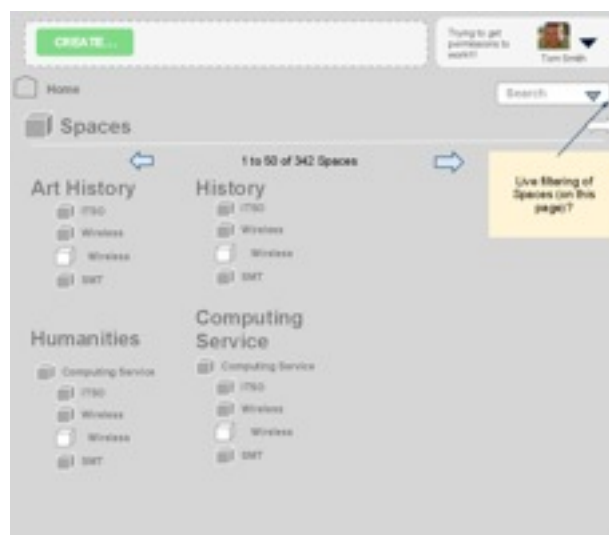 CREATE...
Trying to get
permissions to
work!!!
Tom Smith
Home
Search
Spaces
1 to 50 of 342 Spaces
Live filtering of
Spaces (on this
page)?
Art History
ITSO
Wireless
Wireless
SMT
History
ITSO
Wireless
Wireless
SMT
Humanities
Computing Service
ITSO
Wireless
Wireless
SMT
Computing
Service
Computing Service
ITSO
Wireless
Wireless
SMT